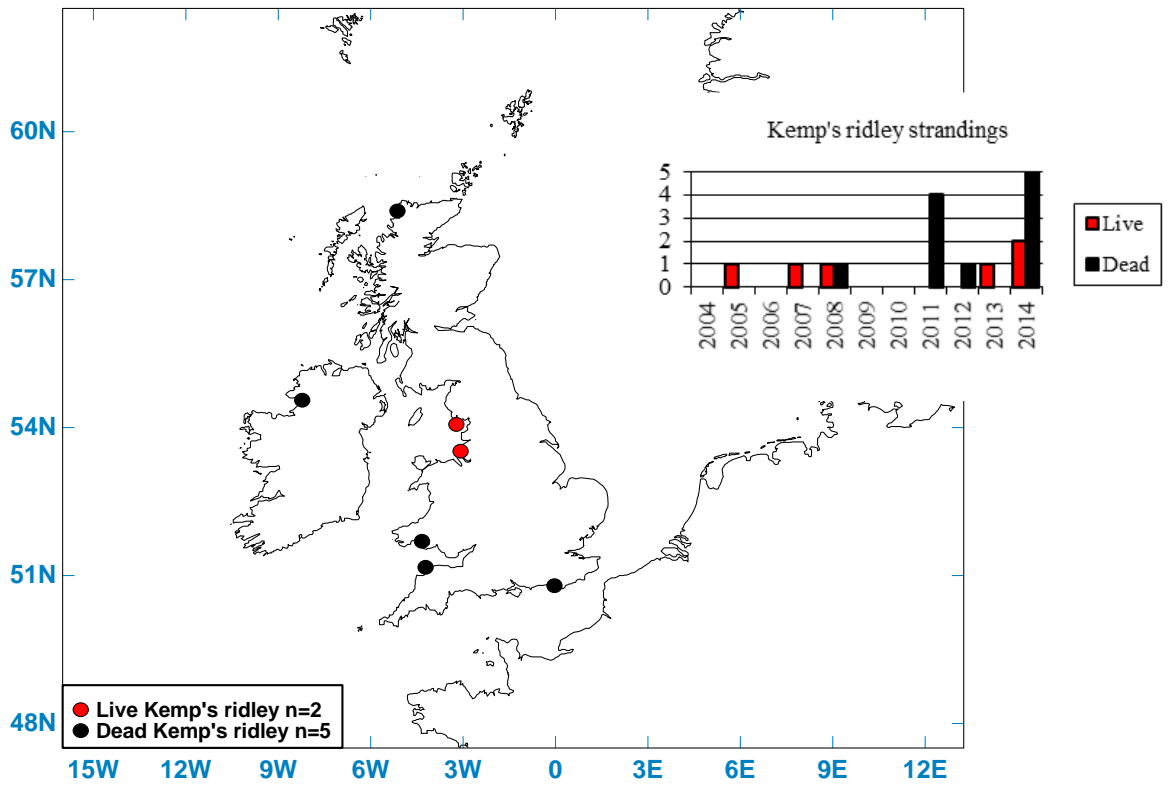 Kemp's ridley strandings
5
4
3
2
1
0
2004 2005 2006 2007 2008 2009 2010 2011 2012 2013 2014
Live
Dead
60N
57N
54N
51N
48N
Live Kemp's ridley n=2
Dead Kemp's ridley n=5
15W 12W 9W 6W 3W 0 3E 6E 9E 12E